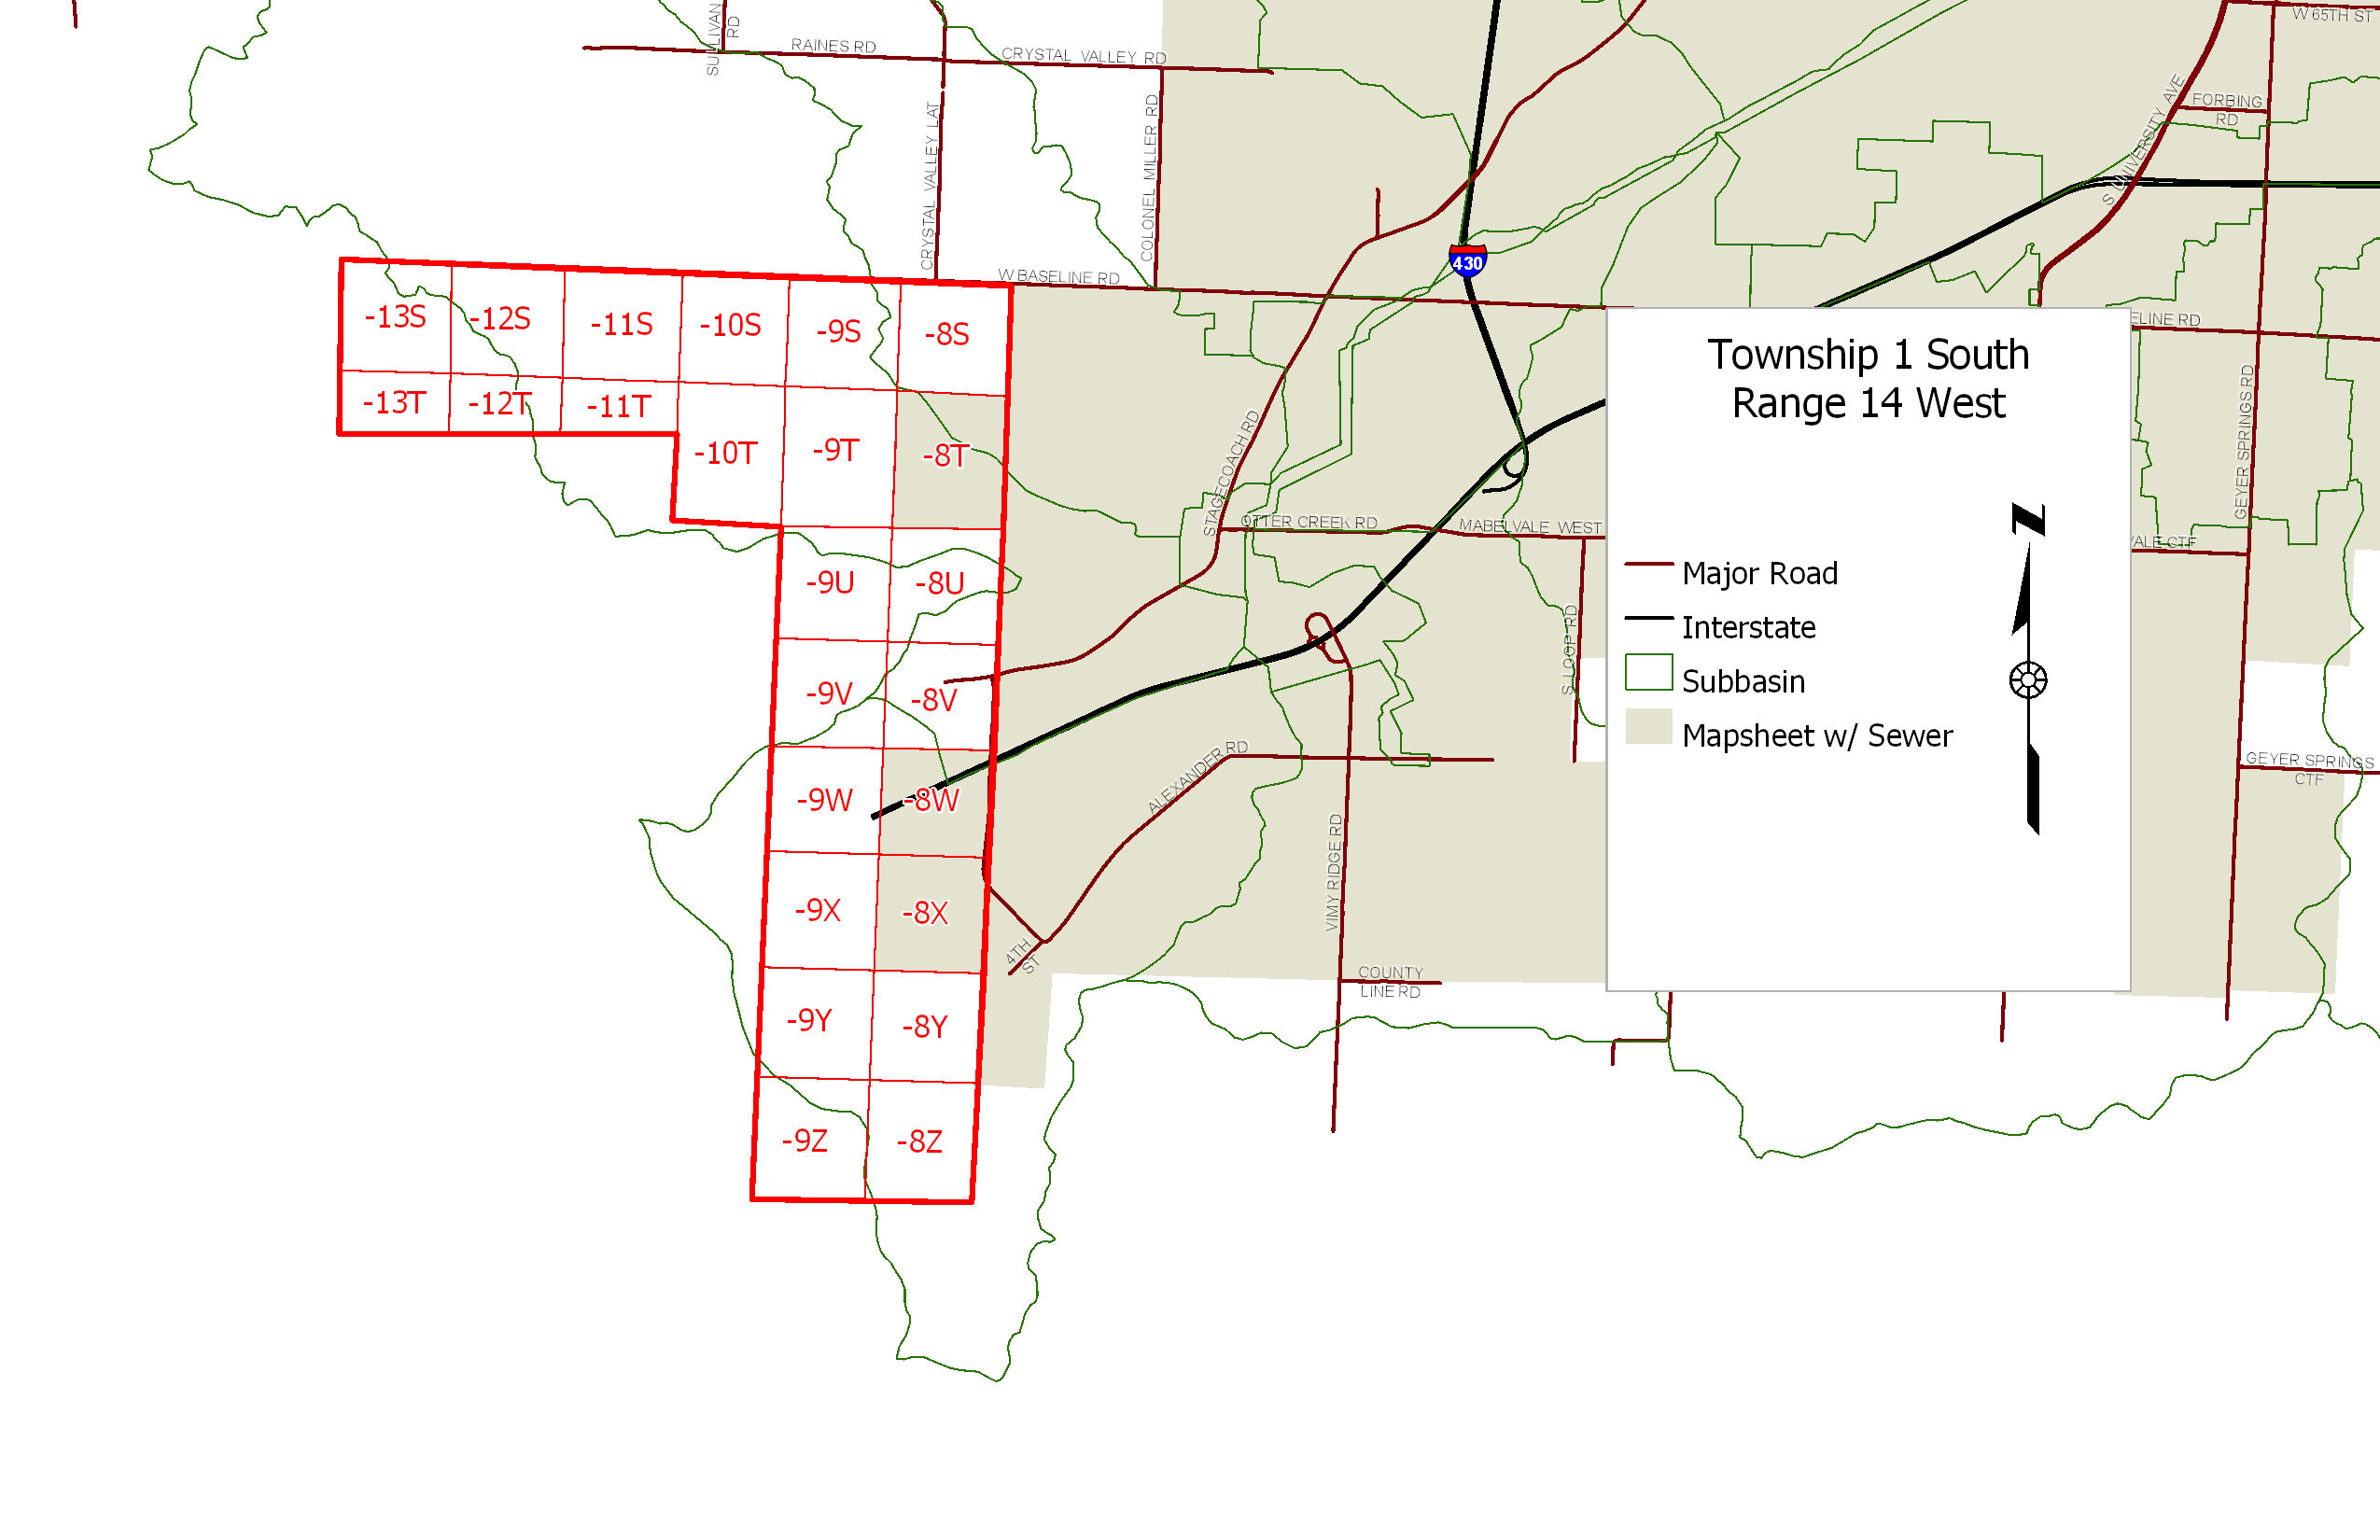 W 65TH ST
SULLIVAN
RD
RAINES RD
CRYSTAL VALLEY RD
FORBING
RD
S UNIVERSITY AVE
CRYSTAL VALLEY LAT
COLONEL MILLER RD
430
W BASELINE RD
-13S
-12S
-11S
-10S
-9S
-8S
ELINE RD
Township 1 South
Range 14 West
-13T
-12T
-11T
-10T
-9T
-8T
STAGECOACH RD
GEYER SPRINGS RD
OTTER CREEK RD
MABELVALE WEST
VALE CTF
N
-9U
-8U
Major Road
Interstate
Subbasin
Mapsheet w/ Sewer
S LOOP RD
-9V
-8V
ALEXANDER RD
GEYER SPRINGS
CTF
-9W
-8W
VIMY RIDGE RD
-9X
-8X
4TH
ST
COUNTY
LINE RD
-9Y
-8Y
-9Z
-8Z